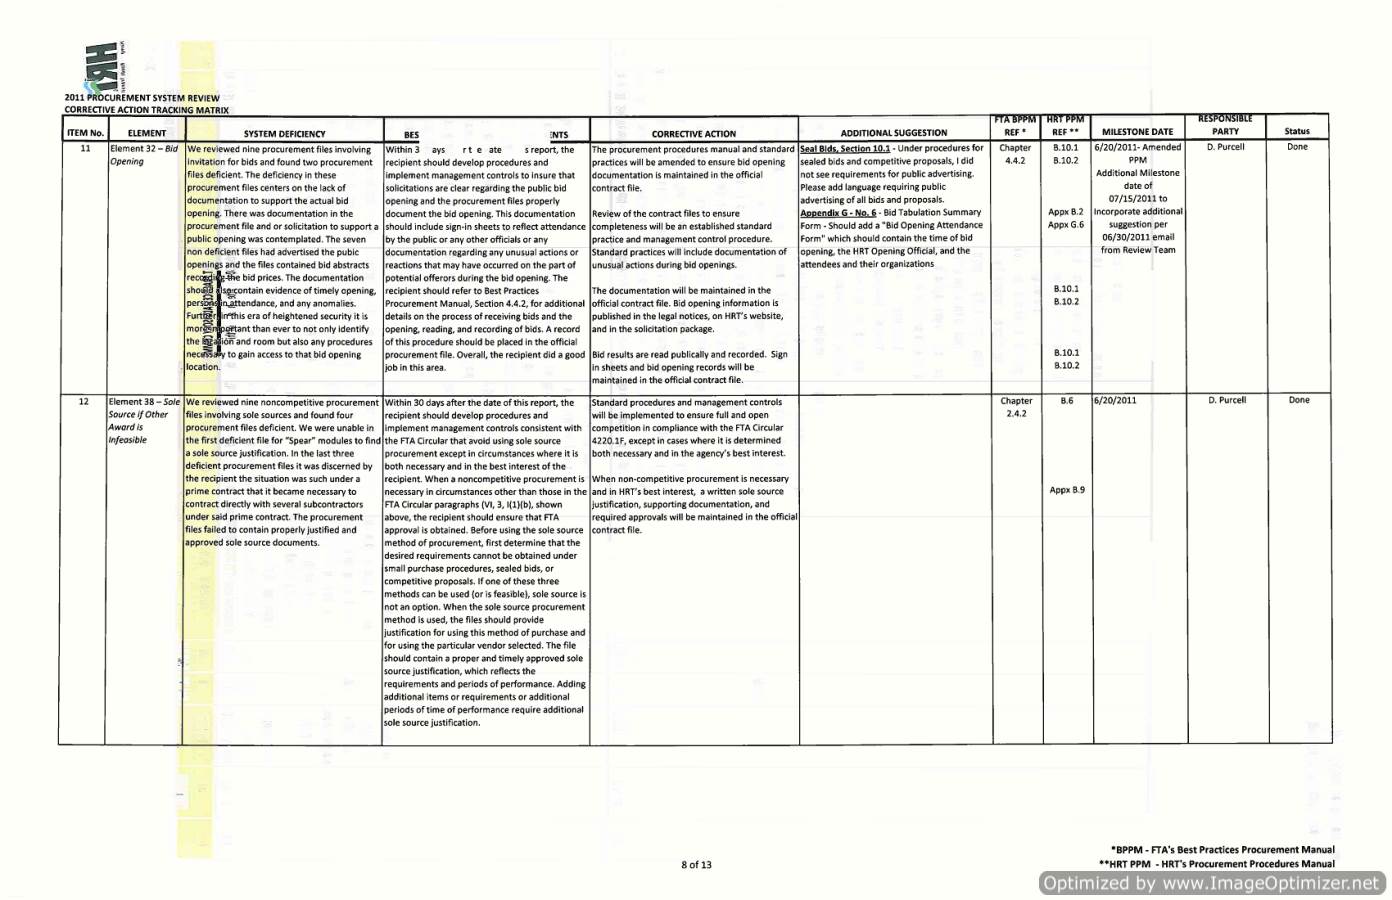 HRT
2011 PROCUREMENT SYSTEM REVIEW
CORRECTIVE ACTION TRACKING MATRIX
ITEM No.
ELEMENT
SYSTEM DEFICIENCY
BES NTS
CORRECTIVE ACTION
ADDITIONAL SUGGESTION
FTA BPPM
REF *
HRT PPM
REF **
MILESTONE DATE
RESPONSIBLE
PARTY
Status
11
Element 32 – Bid
Opening
We reviewed nine procurement files involving
invitation for bids and found two procurement
files deficient. The deficiency in these
procurement files centers on the lack of
documentation to support the actual bid
opening. There was documentation in the
procurement file and or solicitation to support a
public opening was contemplated. The seven
non deficient files had advertised the pubic
openings and the files contained bid abstracts
the bid prices. The documentation
contain evidence of timely opening,
attendance, and any anomalies.
in this era of heightened security it is
than ever to not only identify
the and room but also any procedures
to gain access to that bid opening
location.
Within 3 ays r t e ate s report, the
recipient should develop procedures and
implement management controls to insure that
solicitations are clear regarding the public bid
opening and the procurement files properly
document the bid opening. This documentation
should include sign-in sheets to reflect attendance
by the public or any other officials or any
documentation regarding any unusual actions or
reactions that may have occurred on the part of
potential offerors during the bid opening. The
recipient should refer to Best Practices
Procurement Manual, Section 4.4.2, for additional
details on the process of receiving bids and the
opening, reading, and recording of bids. A record
of this procedure should be placed in the official
procurement file. Overall, the recipient did a good
job in this area.
The procurement procedures manual and standard
practices will be amended to ensure bid opening
documentation is maintained in the official
contract file.
Review of the contract files to ensure
completeness will be an established standard
practice and management control procedure.
Standard practices will include documentation of
unusual actions during bid openings.
The documentation will be maintained in the
official contract file. Bid opening information is
published in the legal notices, on HRT's website,
and in the solicitation package.
Bid results are read publically and recorded. Sign
in sheets and bid opening records will be
maintained in the official contract file.
Seal Bids, Section 10.1 - Under procedures for
sealed bids and competitive proposals, I did
not see requirements for public advertising.
Please add language requiring public
advertising of all bids and proposals.
Appendix G - No. 6 - Bid Tabulation Summary
Form - Should add a "Bid Opening Attendance
Form" which should contain the time of bid
opening, the HRT Opening Official, and the
attendees and their organizations
Chapter
4.4.2
B.10.1
B.10.2
Appx B.2
Appx G.6
B.10.1
B.10.2
B.10.1
B.10.2
6/20/2011- Amended
PPM
Additional Milestone
date of
07/15/2011 to
Incorporate additional
suggestion per
06/30/2011 email
from Review Team
D. Purcell
Done
12
Element 38 – Sole
Source if Other
Award is
Infeasible
We reviewed nine noncompetitive procurement
files involving sole sources and found four
procurement files deficient. We were unable in
the first deficient file for "Spear" modules to find
a sole source justification. In the last three
deficient procurement files it was discerned by
the recipient the situation was such under a
prime contract that it became necessary to
contract directly with several subcontractors
under said prime contract. The procurement
files failed to contain properly justified and
approved sole source documents.
Within 30 days after the date of this report, the
recipient should develop procedures and
implement management controls consistent with
the FTA Circular that avoid using sole source
procurement except in circumstances where it is
both necessary and in the best interest of the
recipient. When a noncompetitive procurement is
necessary in circumstances other than those in the
FTA Circular paragraphs (VI, 3, I(1)(b), shown
above, the recipient should ensure that FTA
approval is obtained. Before using the sole source
method of procurement, first determine that the
desired requirements cannot be obtained under
small purchase procedures, sealed bids, or
competitive proposals. If one of these three
methods can be used (or is feasible), sole source is
not an option. When the sole source procurement
method is used, the files should provide
justification for using this method of purchase and
for using the particular vendor selected. The file
should contain a proper and timely approved sole
source justification, which reflects the
requirements and periods of performance. Adding
additional items or requirements or additional
periods of time of performance require additional
sole source justification.
Standard procedures and management controls
will be implemented to ensure full and open
competition in compliance with the FTA Circular
4220.1F, except in cases where it is determined
both necessary and in the agency's best interest.
When non-competitive procurement is necessary
and in HRT's best interest, a written sole source
justification, supporting documentation, and
required approvals will be maintained in the official
contract file.
Chapter
2.4.2
B.6
Appx B.9
6/20/2011
D. Purcell
Done
*BPPM - FTA's Best Practices Procurement Manual
8 of 13
**HRT PPM - HRT's Procurement Procedures Manual
Optimized by www.ImageOptimizer.net